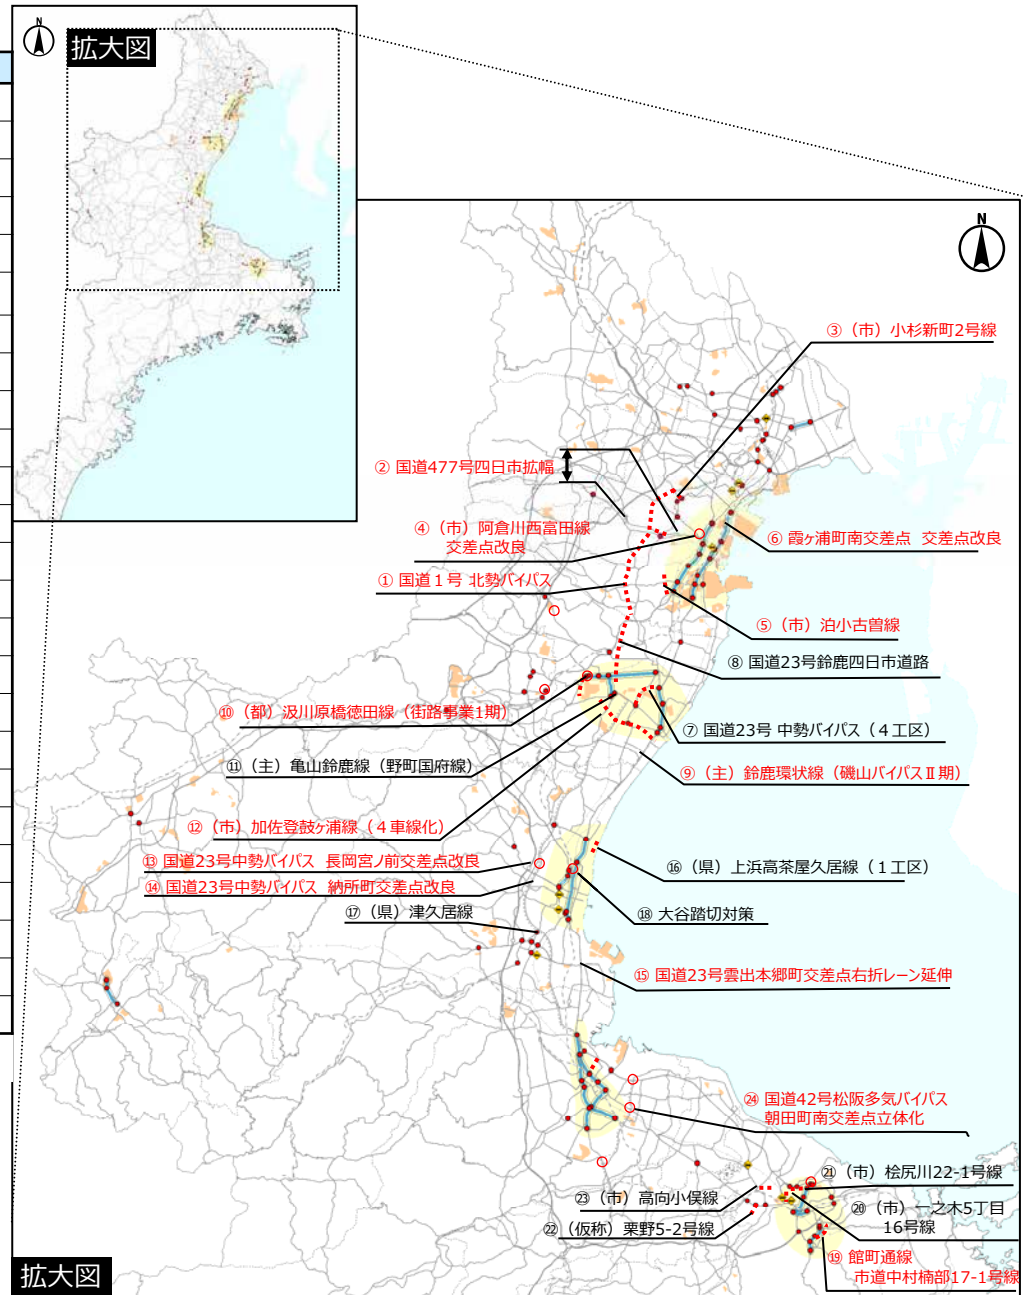 N
拡大図
N
③（市）小杉新町2号線
② 国道477号四日市拡幅
④（市）阿倉川西富田線
交差点改良
⑥ 霞ヶ浦町南交差点 交差点改良
① 国道１号 北勢バイパス
⑤（市）泊小古曽線
⑧ 国道23号鈴鹿四日市道路
⑩（都）汲川原橋徳田線（街路事業1期）
⑦ 国道23号 中勢バイパス（４工区）
⑪（主）亀山鈴鹿線（野町国府線）
⑨（主）鈴鹿環状線（磯山バイパスⅡ期）
⑫（市）加佐登鼓ヶ浦線（４車線化）
⑬ 国道23号中勢バイパス 長岡宮ノ前交差点改良
⑯（県）上浜高茶屋久居線（１工区）
⑭ 国道23号中勢バイパス 納所町交差点改良
⑰（県）津久居線
⑱ 大谷踏切対策
⑮ 国道23号雲出本郷町交差点右折レーン延伸
㉔ 国道42号松阪多気バイパス
朝田町南交差点立体化
㉑（市）桧尻川22-1号線
㉓（市）高向小俣線
⑳（市）一之木5丁目
16号線
㉒（仮称）粟野5-2号線
⑲ 館町通線
市道中村楠部17-1号線
拡大図